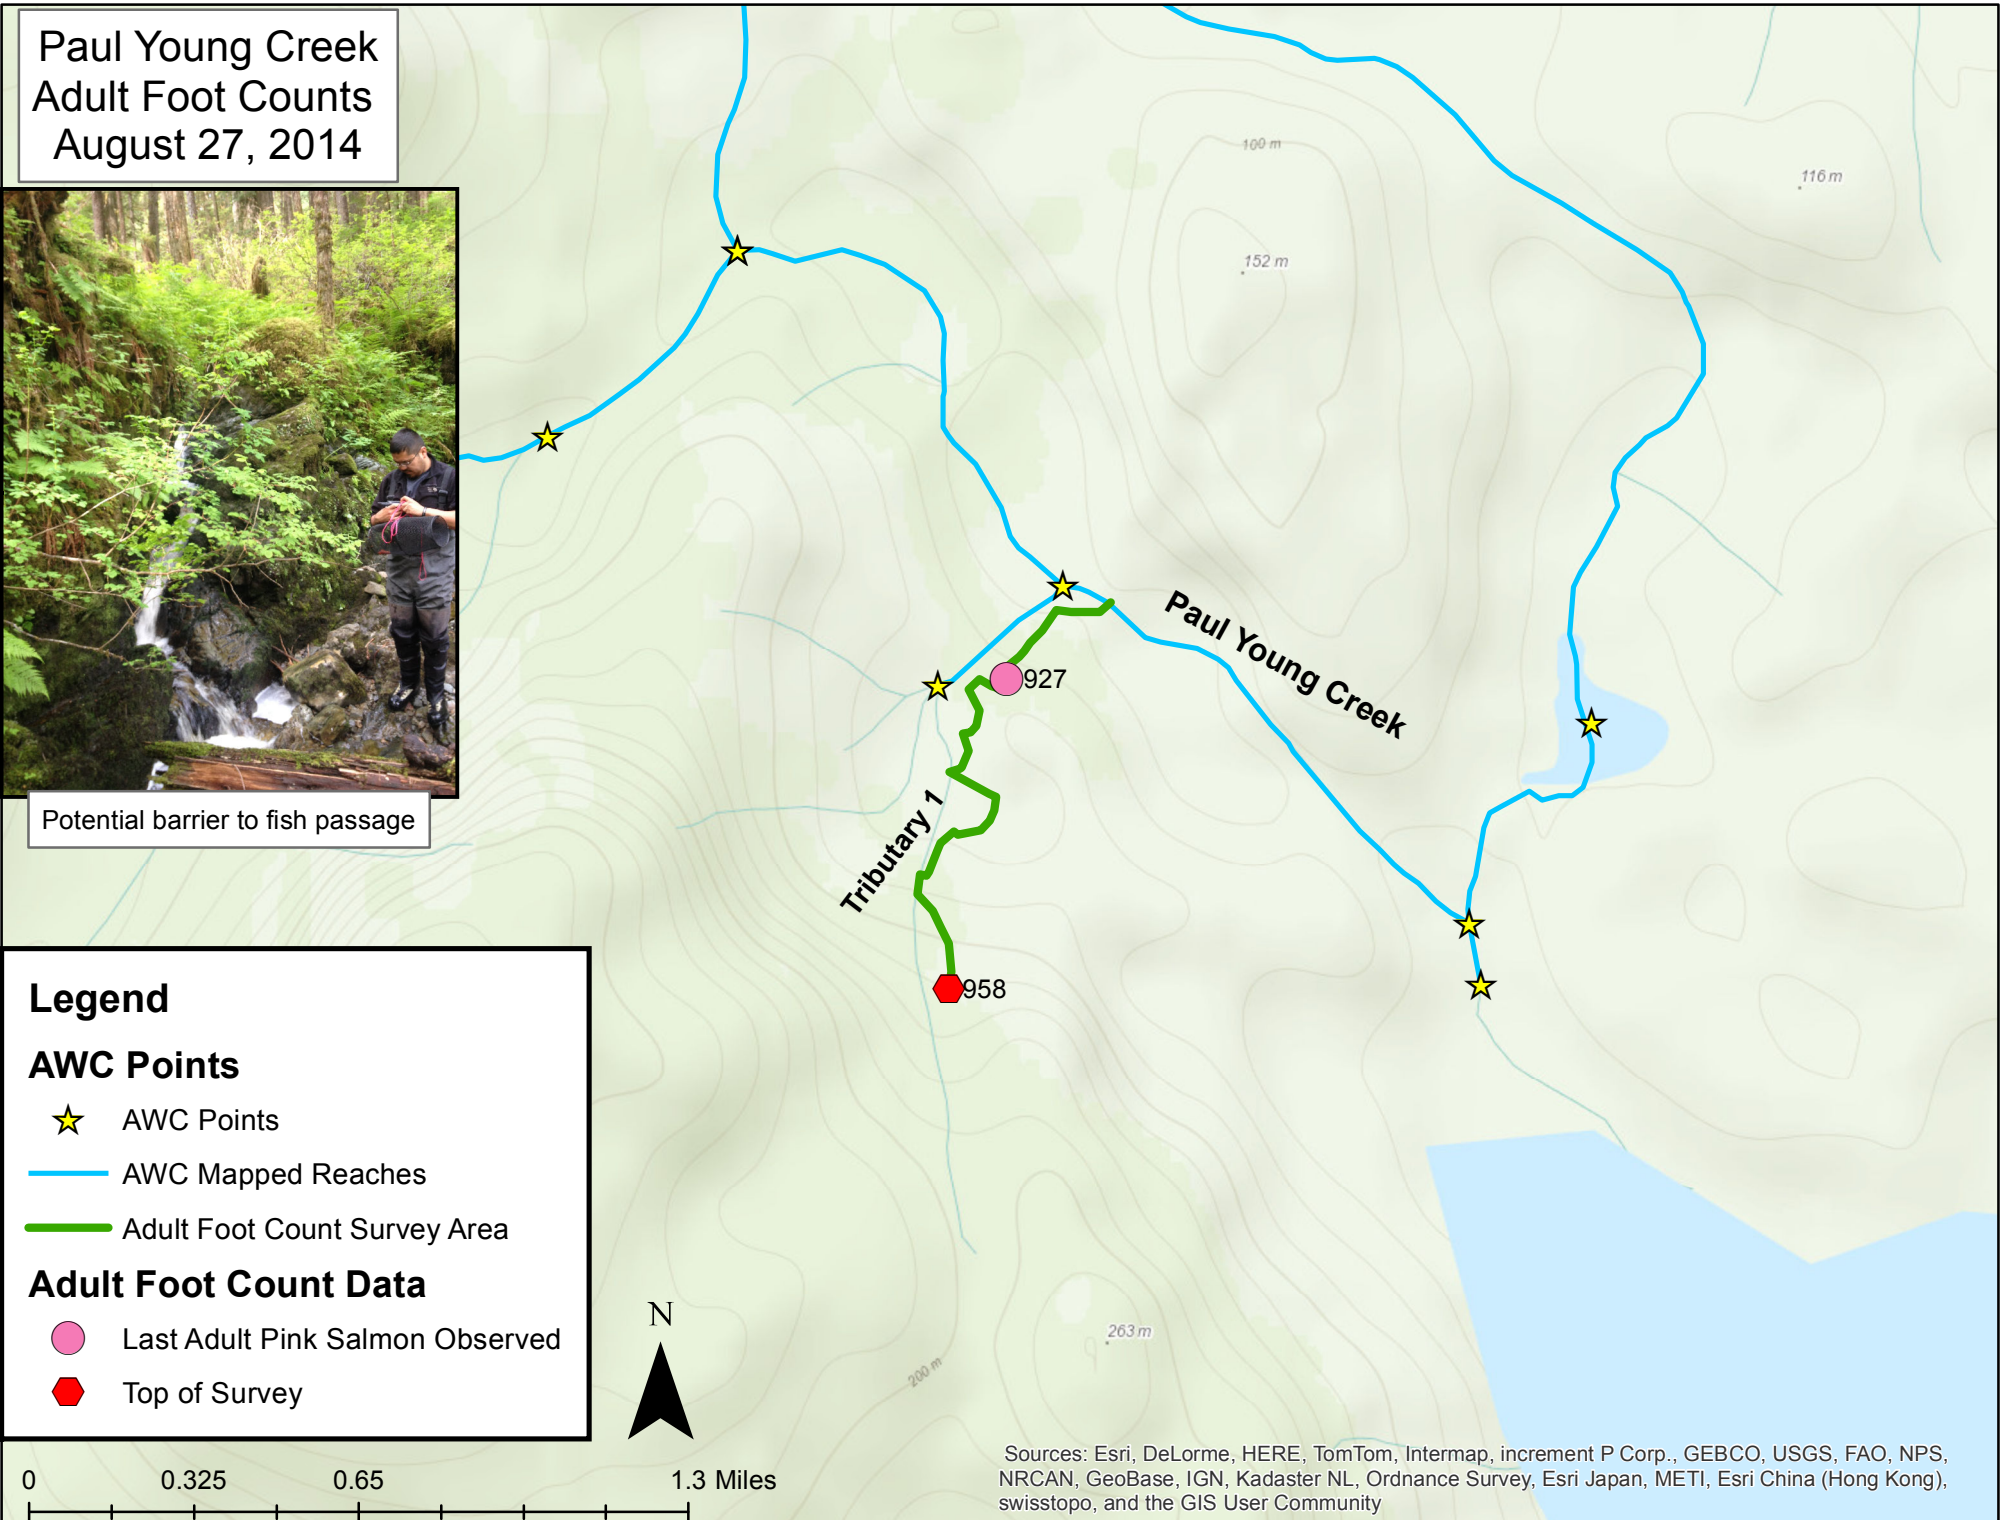 Paul Young Creek
Adult Foot Counts
August 27, 2014
100 m
116 m
152 m
Paul Young Creek
927
Potential barrier to fish passage
Tributary 1
958
Legend
AWC Points
AWC Points
AWC Mapped Reaches
Adult Foot Count Survey Area
Adult Foot Count Data
Last Adult Pink Salmon Observed
Top of Survey
N
263 m
200 m
0 0.325 0.65 1.3 Miles
Sources: Esri, DeLorme, HERE, TomTom, Intermap, increment P Corp., GEBCO, USGS, FAO, NPS,
NRCAN, GeoBase, IGN, Kadaster NL, Ordnance Survey, Esri Japan, METI, Esri China (Hong Kong),
swisstopo, and the GIS User Community